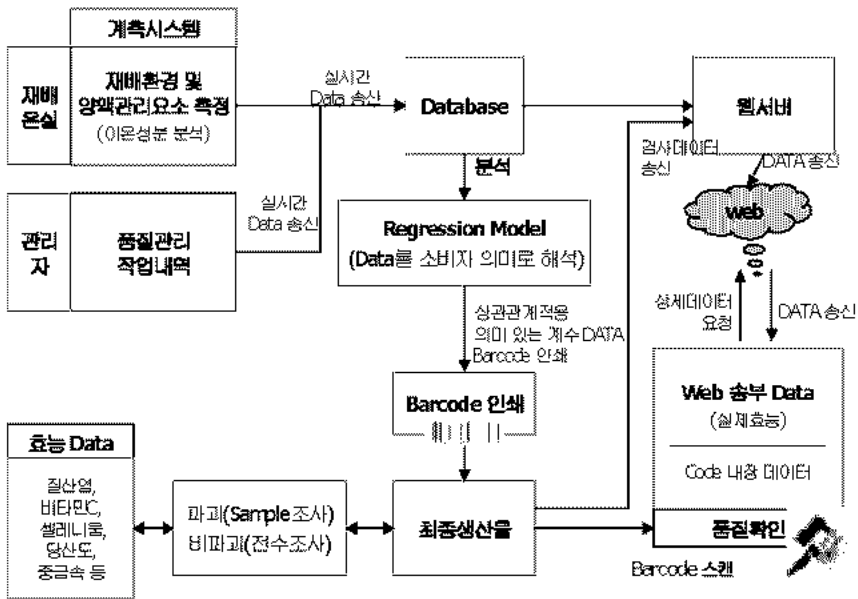 계측시스템
재배
온실
재배환경 및
양액관리요소 측정
(이온성분 분석)
실시간
Data 송신
Database
웹서버
관리
자
품질관리
작업내역
실시간
Data 송신
분석
검사데이터
송신
DATA 송신
web
Regression Model
(Data를 소비자 의미로 해석)
상관관계적용
의미 있는 계수 DATA
Barcode 인쇄
상세데이터
요청
DATA 송신
Barcode 인쇄
Web 송부 Data
(실제효능)
Code 내장 데이터
효능 Data
질산염,
비타민C,
셀레니움,
당산도,
중금속 등
파괴(Sample조사)
비파괴(전수조사)
최종생산물
품질확인
Barcode 스캔